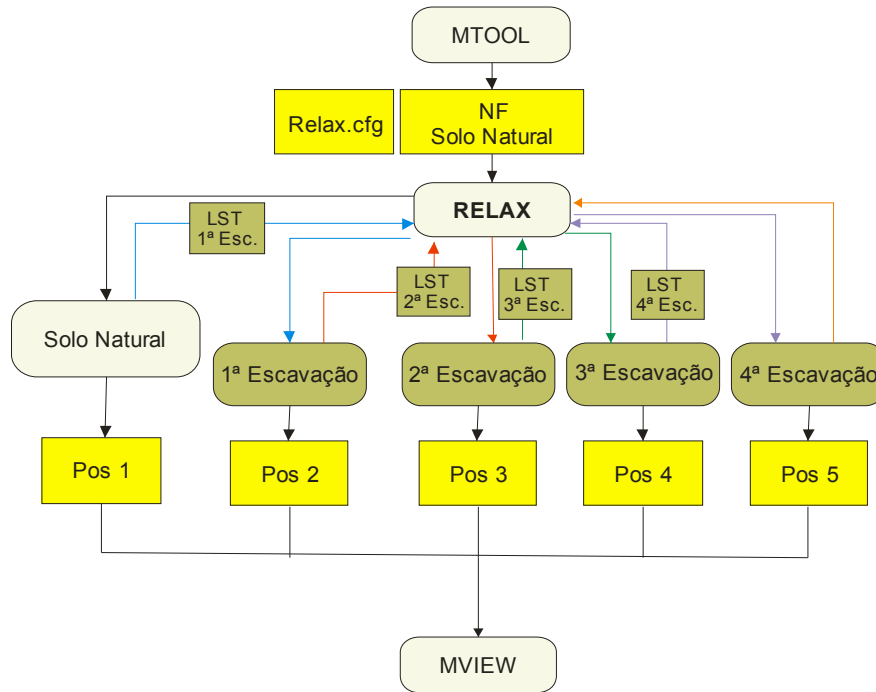 MTOOL
Relax.cfg
NF
Solo Natural
RELAX
LST
1ª Esc.
LST
2ª Esc.
LST
3ª Esc.
LST
4ª Esc.
Solo Natural
1ª Escavação
2ª Escavação
3ª Escavação
4ª Escavação
Pos 1
Pos 2
Pos 3
Pos 4
Pos 5
MVIEW